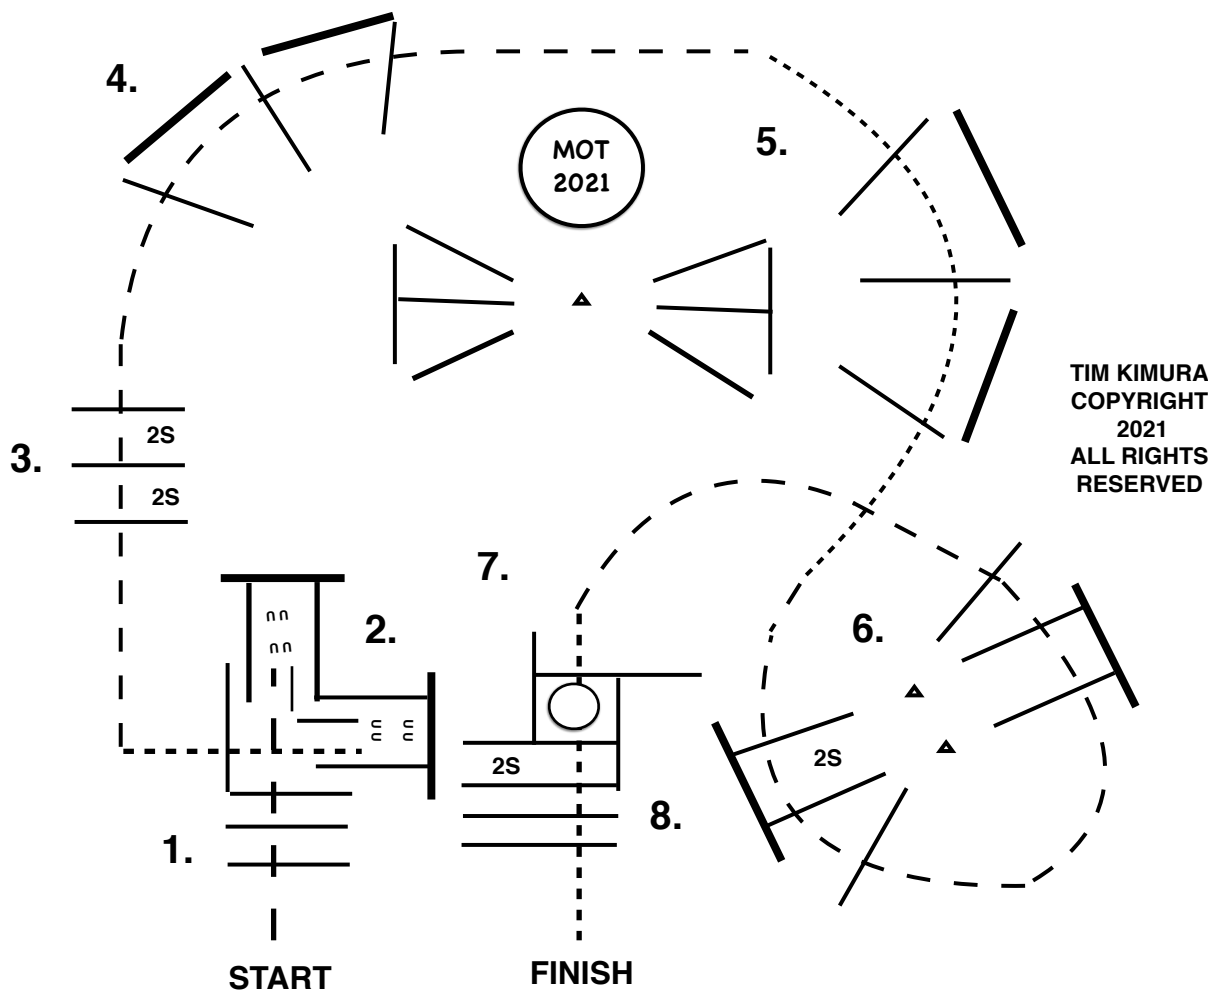 4.
MOT
2021
5.
TIM KIMURA
COPYRIGHT
2021
ALL RIGHTS
RESERVED
3.
2S
2S
7.
2.
6.
2S
2S
8.
1.
START
FINISH